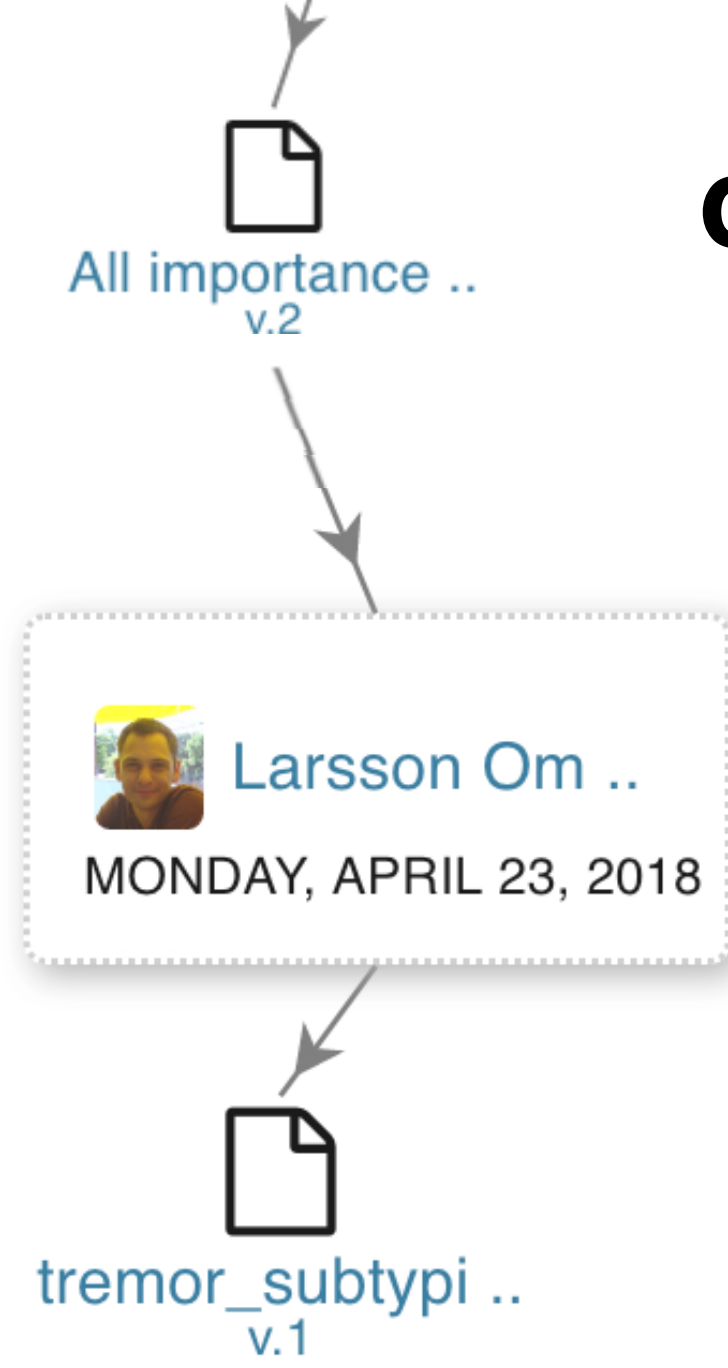 All importance ..
v.2
Larsson Om ..
MONDAY, APRIL 23, 2018
tremor_subtypi ..
v.1